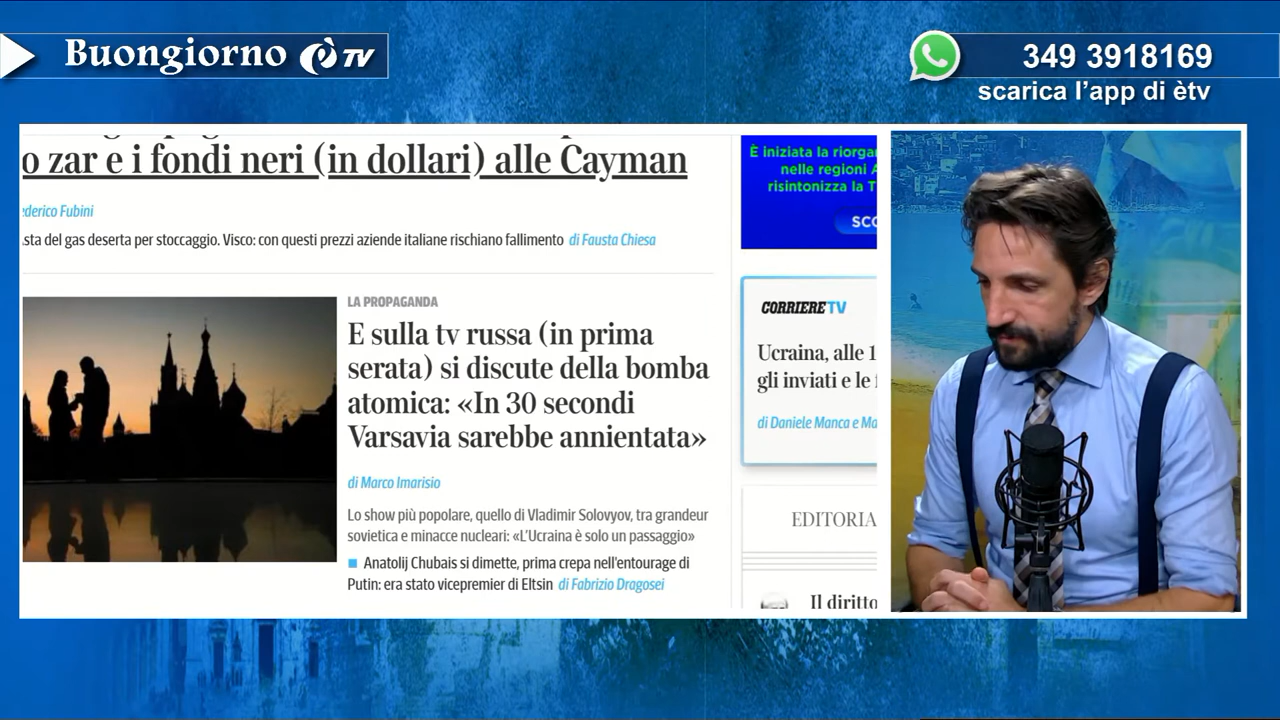 Buongiorno è TV
349 3918169
scarica l'app di ètv
o zar e i fondi neri (in dollari) alle Cayman
derico Fubini
sta del gas deserta per stoccaggio. Visco: con questi prezzi aziende italiane rischiano fallimento di Fausta Chiesa
LA PROPAGANDA
E sulla tv russa (in prima
serata) si discute della bomba
atomica: «In 30 secondi
Varsavia sarebbe annientata»
di Marco Imarisio
Lo show più popolare, quello di Vladimir Solovyov, tra grandeur
sovietica e minacce nucleari: «L'Ucraina è solo un passaggio»
Anatolij Chubais si dimette, prima crepa nell'entourage di
Putin: era stato vicepremier di Eltsin di Fabrizio Dragosei
È iniziata la riorga
nelle regioni A
risintonizza la T
SCO
CORRIERE TV
Ucraina, alle 1
gli inviati e le
di Daniele Manca e Ma
EDITORIA
Il diritto